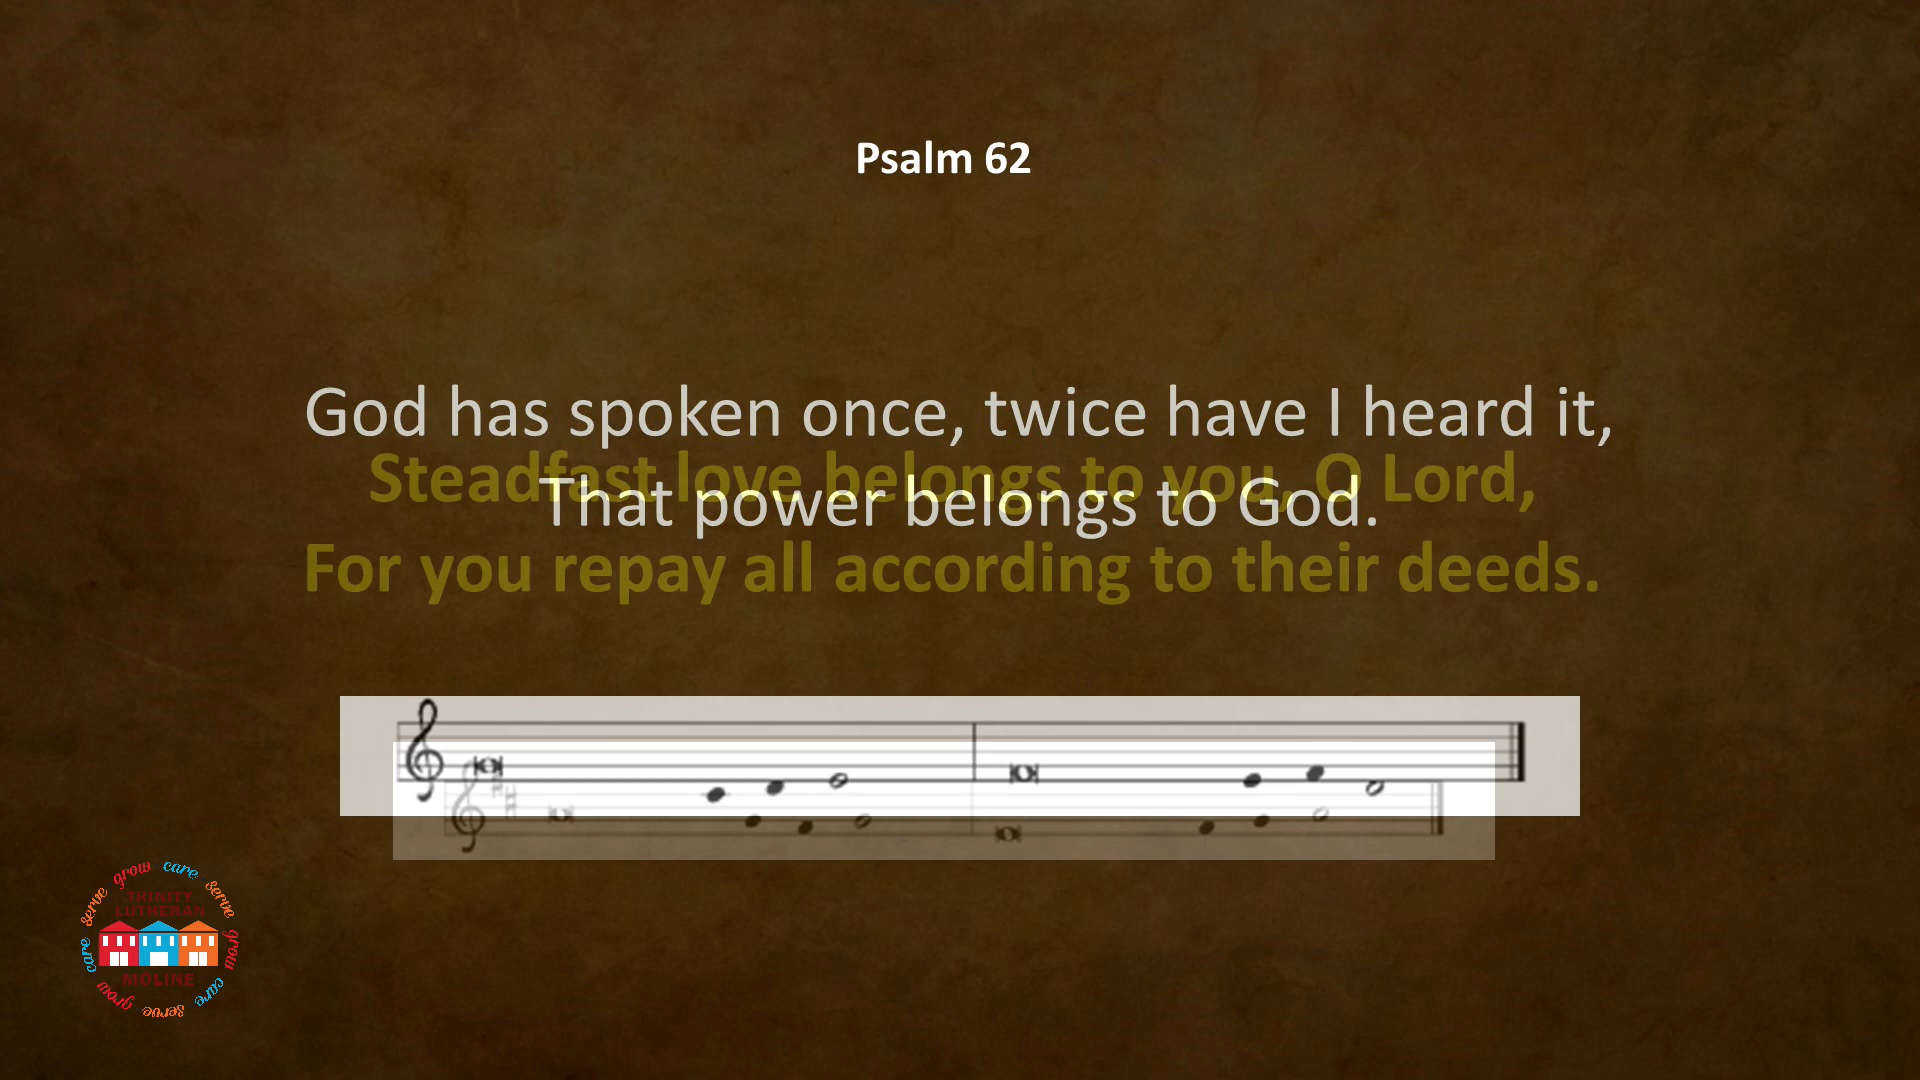 Psalm 62
God has spoken once, twice have I heard it,
That power belongs to God.
Steadfast love belongs to you, O Lord,
For you repay all according to their deeds.
TRINITY
LUTHERAN
MOLINE
serve grow care serve grow care serve grow care